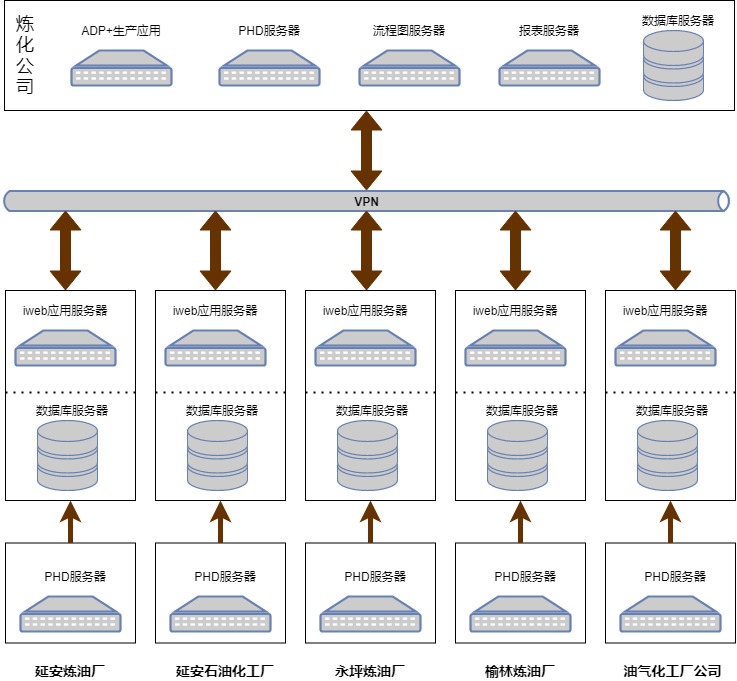 炼化公司
ADP+生产应用
PHD服务器
流程图服务器
报表服务器
数据库服务器
VPN
iweb应用服务器
iweb应用服务器
iweb应用服务器
iweb应用服务器
iweb应用服务器
数据库服务器
数据库服务器
数据库服务器
数据库服务器
数据库服务器
PHD服务器
PHD服务器
PHD服务器
PHD服务器
PHD服务器
延安炼油厂
延安石油化工厂
永坪炼油厂
榆林炼油厂
油气化工厂公司